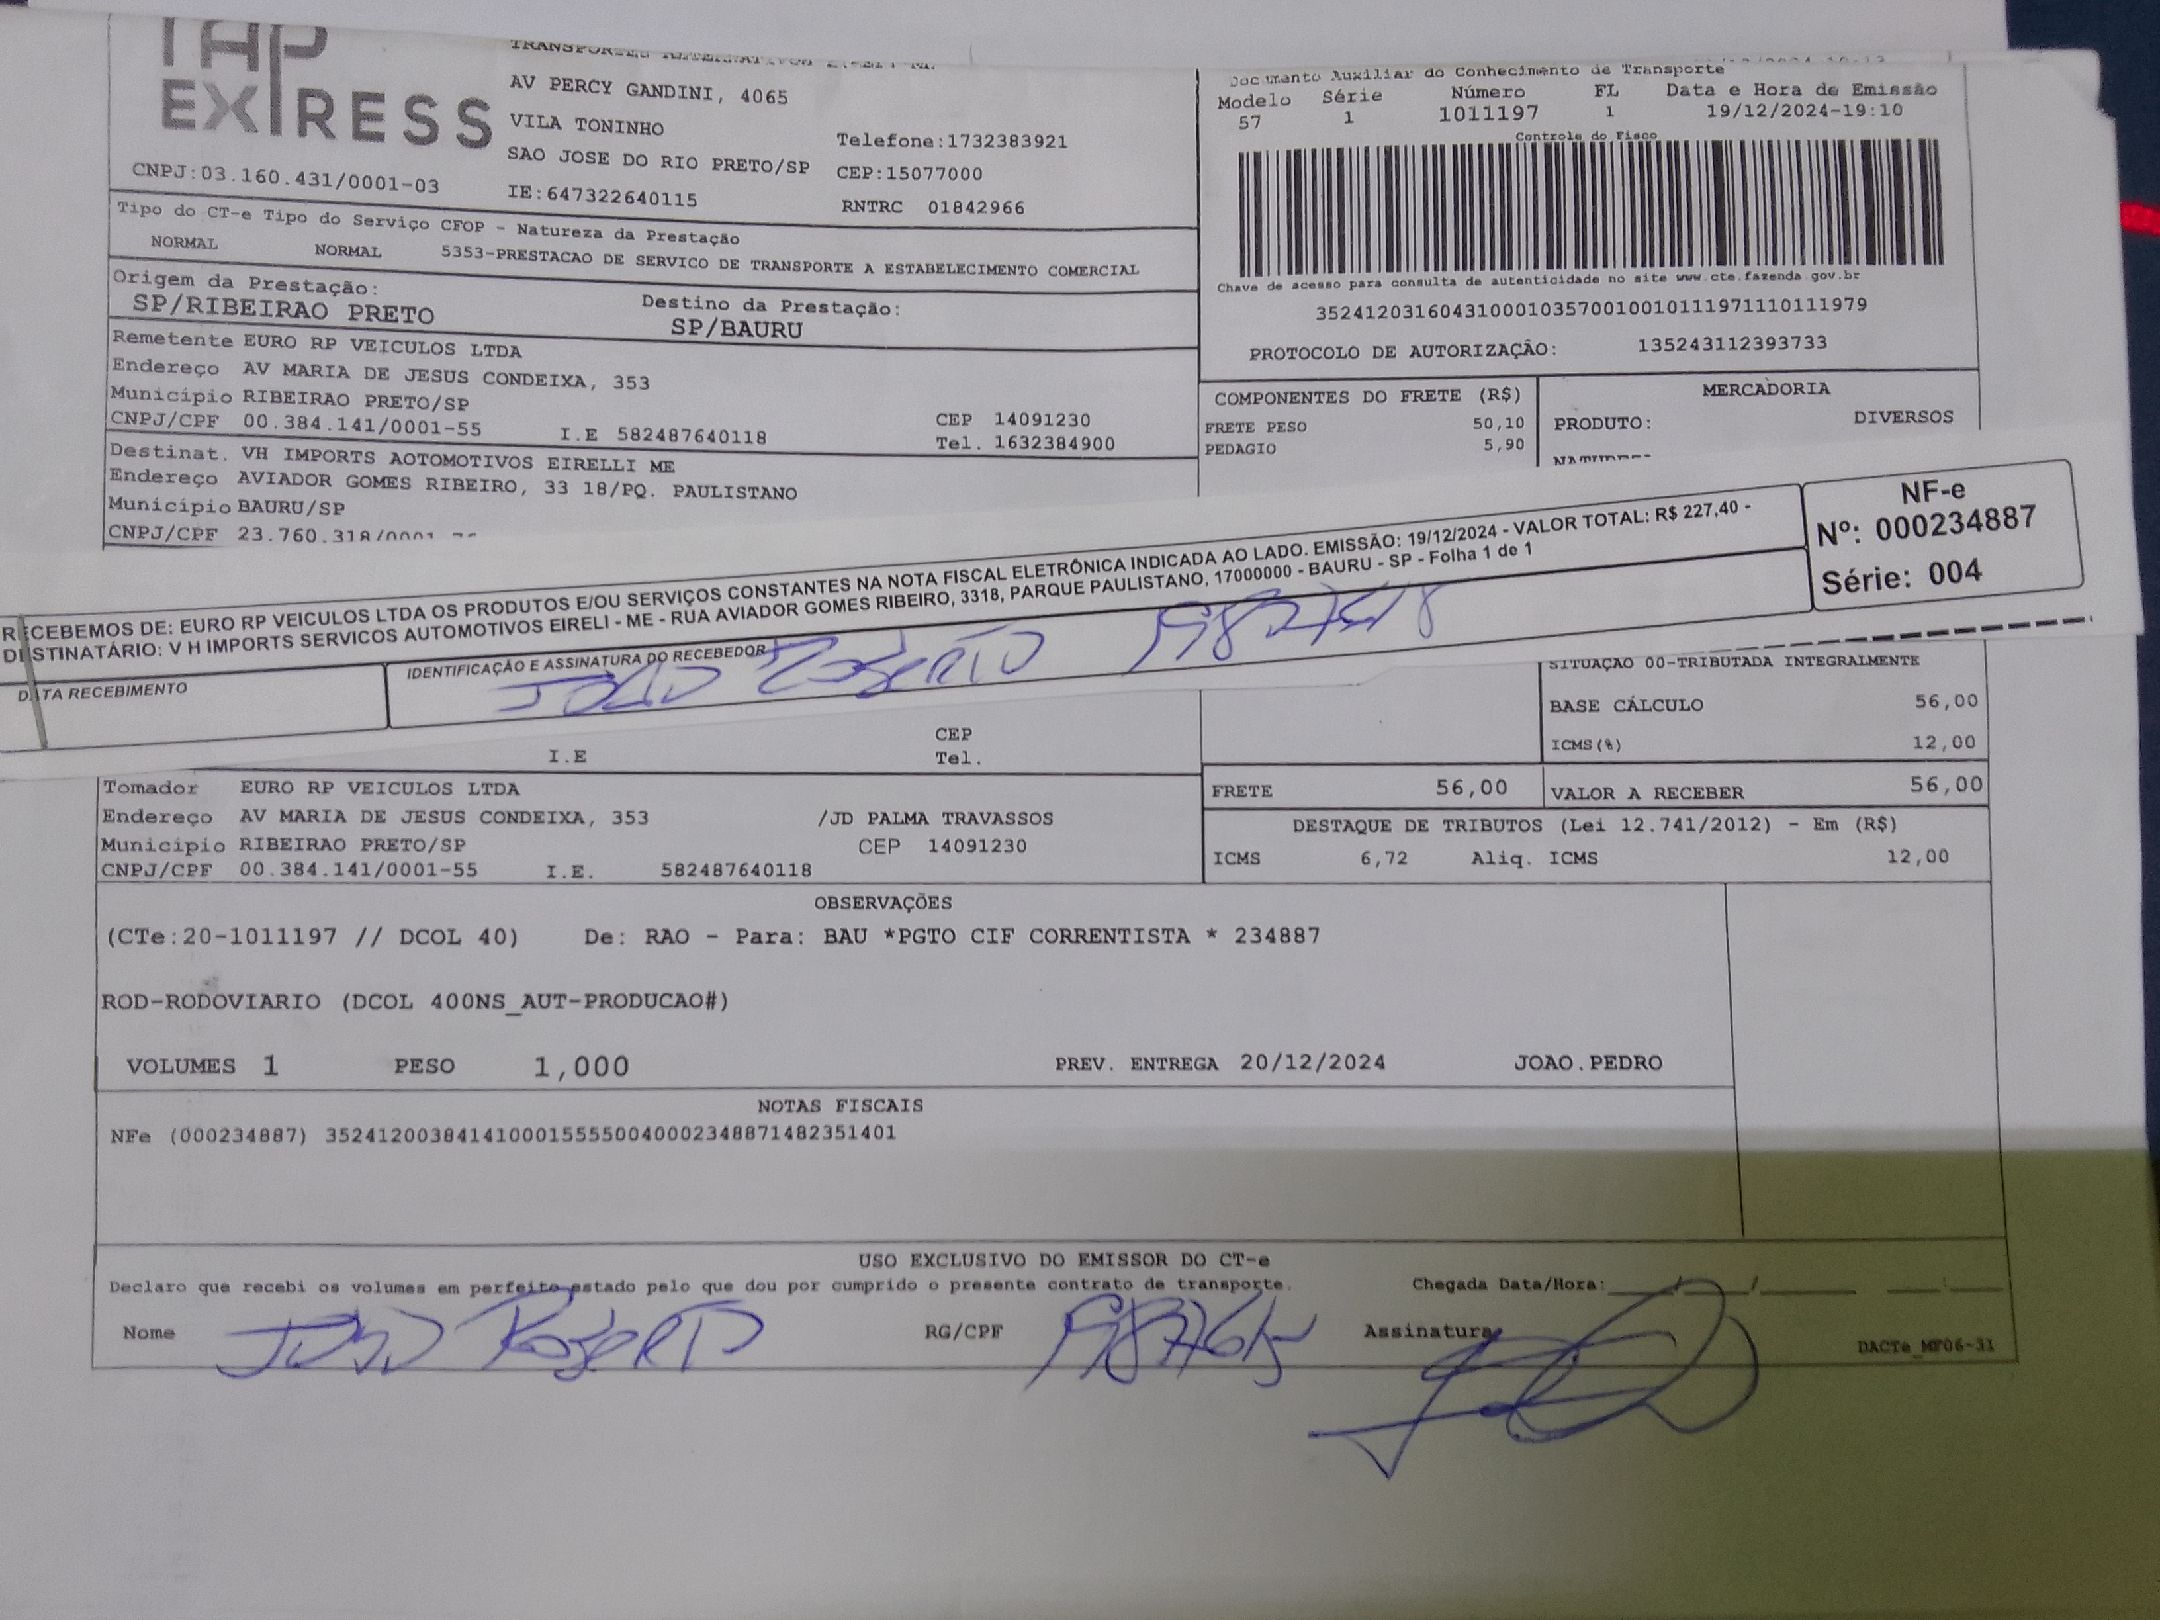 TAP
EXPRESS
AV PERCY GANDINI, 4065
VILA TONINHO
Telefone:1732383921
SAO JOSE DO RIO PRETO/SP CEP:15077000
CNPJ:03.160.431/0001-03
IE:647322640115
RNTRC 01842966
Documento Auxiliar do Conhecimento de Transporte
Modelo Série Número FL Data e Hora de Emissão
57 1 1011197 1 19/12/2024-19:10
Controle do Fisco
Chave de acesso para consulta de autenticidade no site www.cte.fazenda.gov.br
35241203160431000103570010010111971110111979
PROTOCOLO DE AUTORIZAÇÃO: 135243112393733
Tipo do CT-e Tipo do Serviço CFOP - Natureza da Prestação
NORMAL NORMAL 5353-PRESTACAO DE SERVICO DE TRANSPORTE A ESTABELECIMENTO COMERCIAL
Origem da Prestação: Destino da Prestação:
SP/RIBEIRAO PRETO SP/BAURU
Remetente EURO RP VEICULOS LTDA
Endereço AV MARIA DE JESUS CONDEIXA, 353
Município RIBEIRAO PRETO/SP CEP 14091230
CNPJ/CPF 00.384.141/0001-55 I.E 582487640118 Tel. 1632384900
Destinat. VH IMPORTS AOTOMOTIVOS EIRELLI ME
Endereço AVIADOR GOMES RIBEIRO, 33 18/PQ. PAULISTANO
Município BAURU/SP
CNPJ/CPF 23.760.318/0001
COMPONENTES DO FRETE (R$)
FRETE PESO 50,10
PEDAGIO 5,90
MERCADORIA
PRODUTO: DIVERSOS
RECEBEMOS DE: EURO RP VEICULOS LTDA OS PRODUTOS E/OU SERVIÇOS CONSTANTES NA NOTA FISCAL ELETRÔNICA INDICADA AO LADO. EMISSÃO: 19/12/2024 - VALOR TOTAL: R$ 227,40 -
DESTINATÁRIO: V H IMPORTS SERVICOS AUTOMOTIVOS EIRELI - ME - RUA AVIADOR GOMES RIBEIRO, 3318, PARQUE PAULISTANO, 17000000 - BAURU - SP - Folha 1 de 1
NF-e
Nº: 000234887
Série: 004
DATA RECEBIMENTO
IDENTIFICAÇÃO E ASSINATURA DO RECEBEDOR
JOAO ROBERTO
SITUAÇÃO 00-TRIBUTADA INTEGRALMENTE
BASE CÁLCULO 56,00
ICMS(%) 12,00
CEP
I.E Tel.
Tomador EURO RP VEICULOS LTDA
Endereço AV MARIA DE JESUS CONDEIXA, 353 /JD PALMA TRAVASSOS
Município RIBEIRAO PRETO/SP CEP 14091230
CNPJ/CPF 00.384.141/0001-55 I.E. 582487640118
FRETE 56,00 VALOR A RECEBER 56,00
DESTAQUE DE TRIBUTOS (Lei 12.741/2012) - Em (R$)
ICMS 6,72 Aliq. ICMS 12,00
OBSERVAÇÕES
(CTe:20-1011197 // DCOL 40) De: RAO - Para: BAU *PGTO CIF CORRENTISTA * 234887
ROD-RODOVIARIO (DCOL 400NS_AUT-PRODUCAO#)
VOLUMES 1 PESO 1,000 PREV. ENTREGA 20/12/2024 JOAO.PEDRO
NOTAS FISCAIS
NFe (000234887) 35241200384141000155550040002348871482351401
USO EXCLUSIVO DO EMISSOR DO CT-e
Declaro que recebi os volumes em perfeito estado pelo que dou por cumprido o presente contrato de transporte. Chegada Data/Hora:
Nome JOAO ROBERTO RG/CPF Assinatura
DACTe_MF06-31